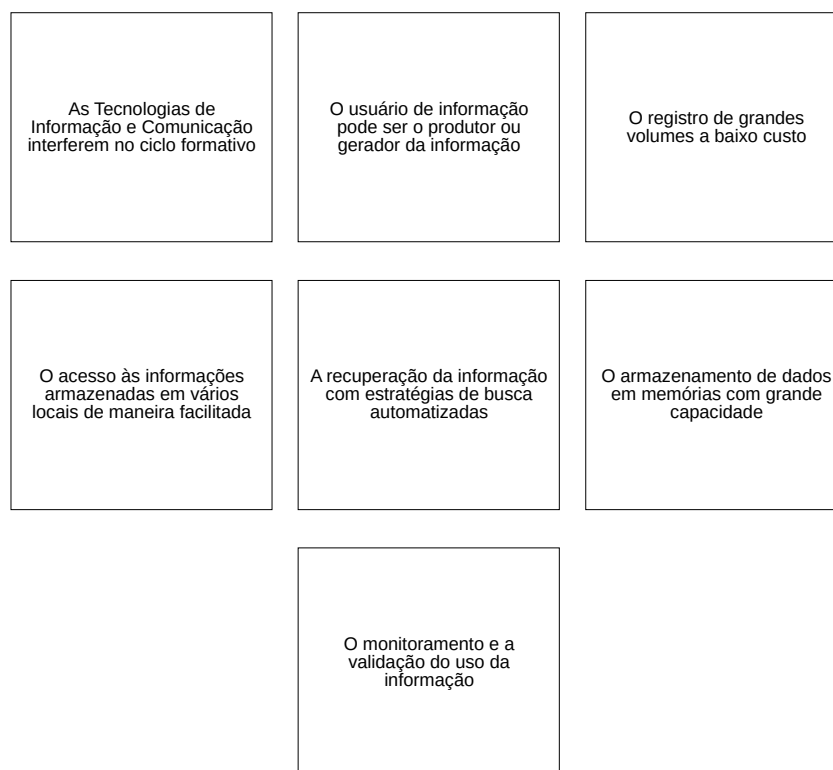 As Tecnologias de
Informação e Comunicação
interferem no ciclo formativo
O usuário de informação
pode ser o produtor ou
gerador da informação
O registro de grandes
volumes a baixo custo
O acesso às informações
armazenadas em vários
locais de maneira facilitada
A recuperação da informação
com estratégias de busca
automatizadas
O armazenamento de dados
em memórias com grande
capacidade
O monitoramento e a
validação do uso da
informação